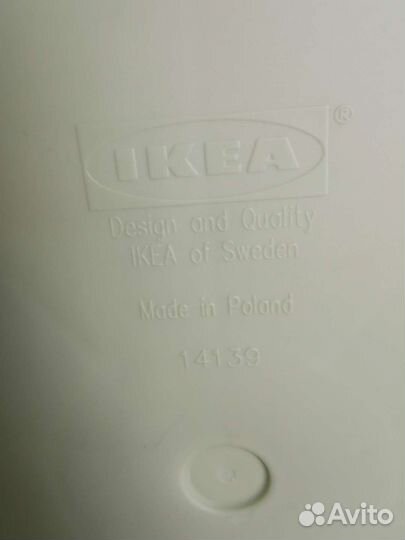 IKEA®
Design and Quality
IKEA of Sweden
Made in Poland
14139
Avito